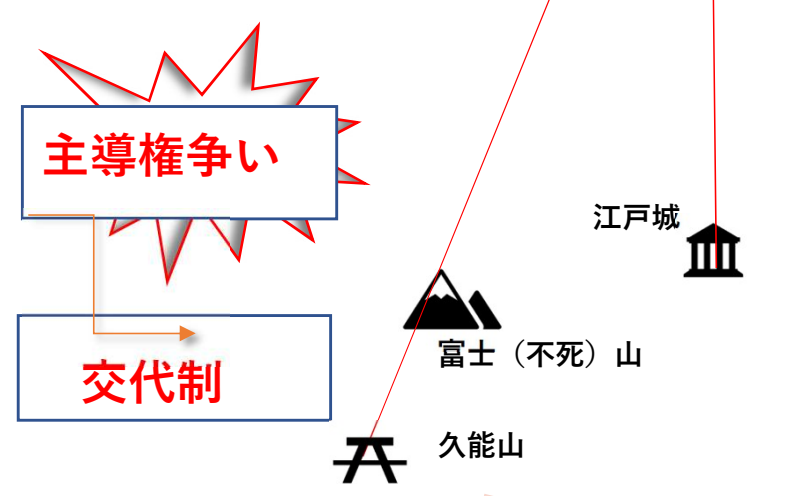 主導権争い
江戸城
富士（不死）山
交代制
久能山